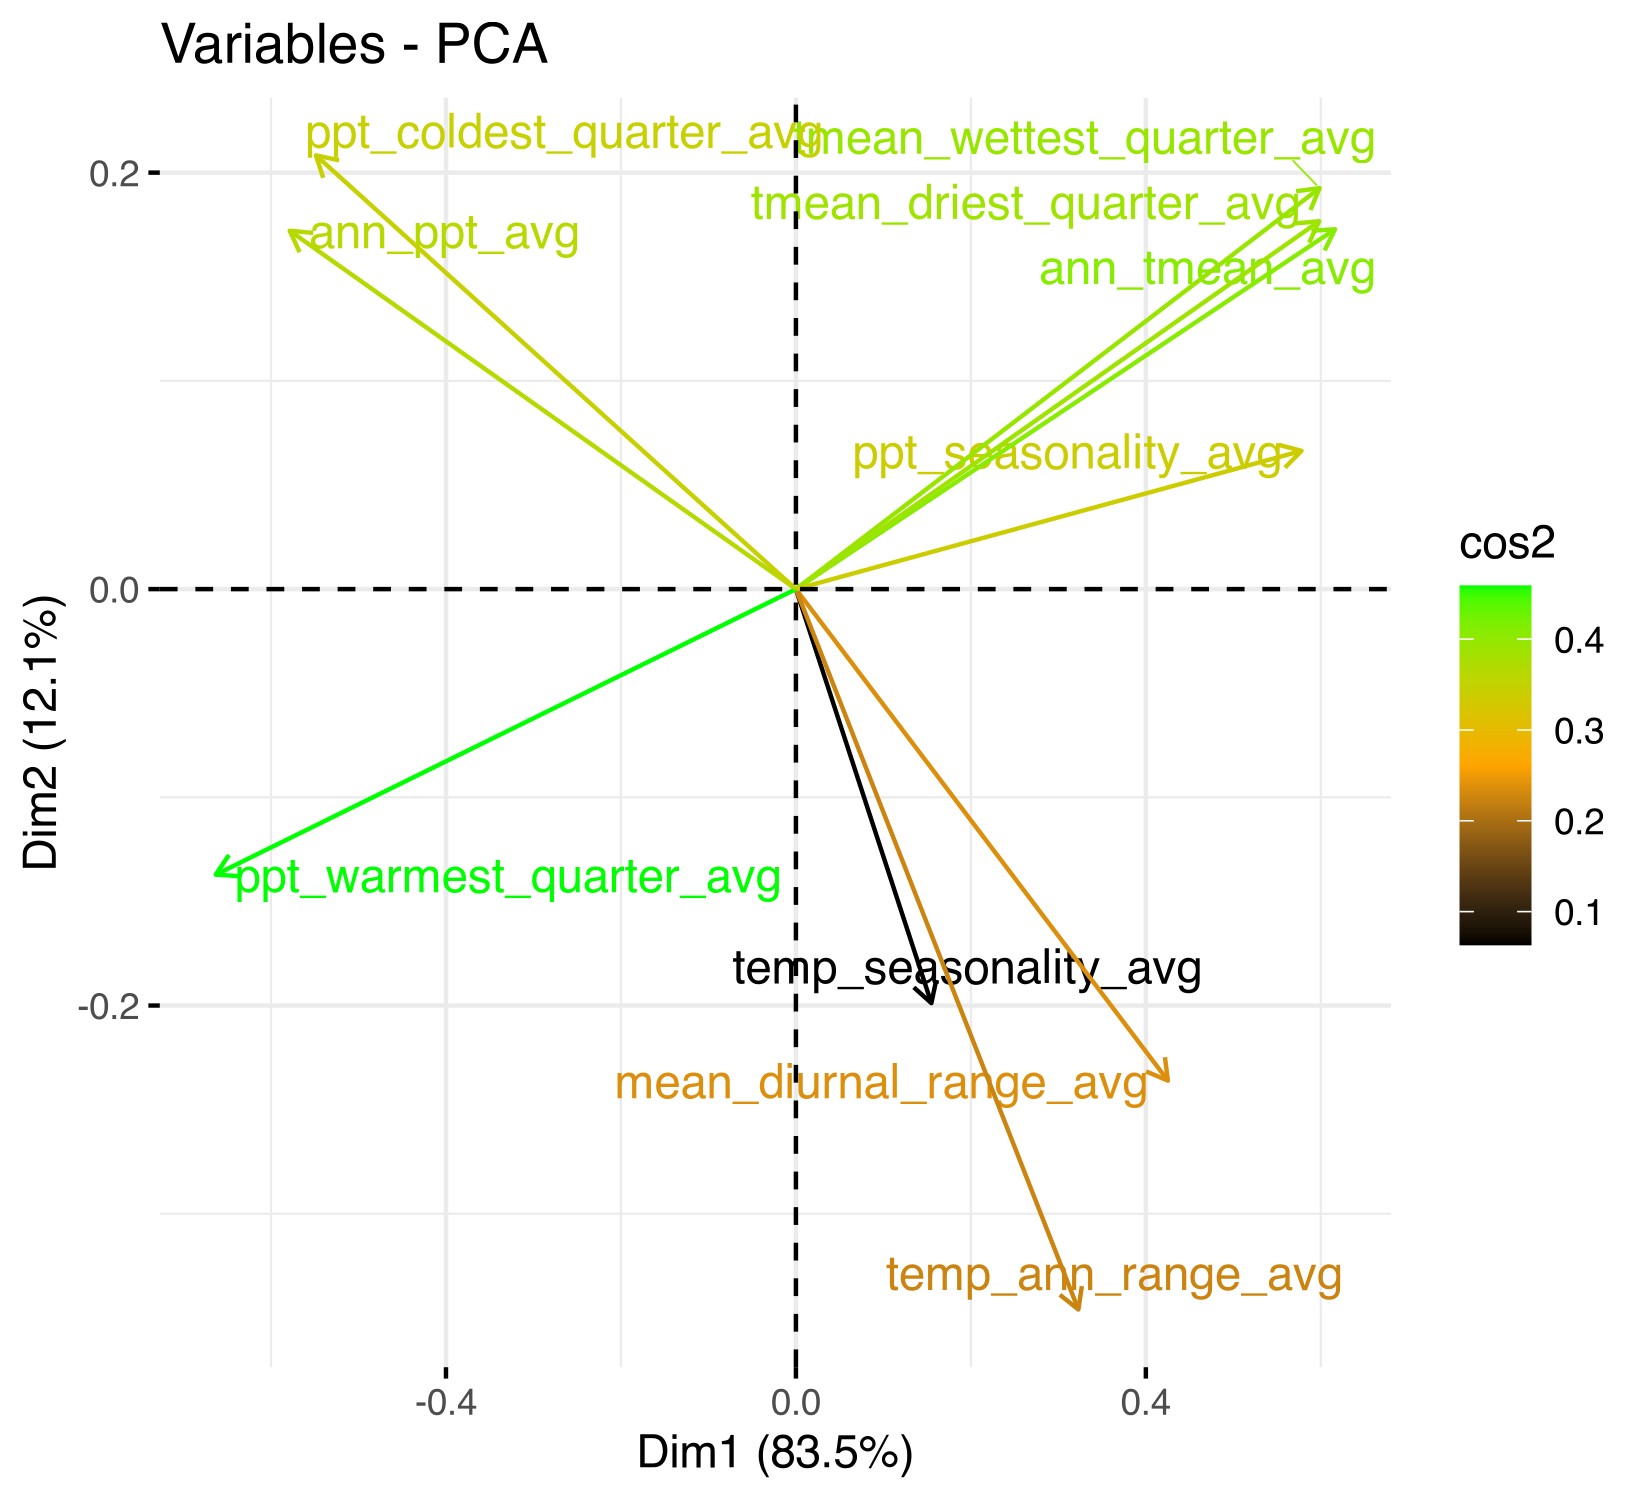 Variables - PCA
ppt_coldest_quarter_avg
tmean_wettest_quarter_avg
0.2
tmean_driest_quarter_avg
ann_ppt_avg
ann_tmean_avg
ppt_seasonality_avg
cos2
0.4
0.3
0.2
0.1
0.0
Dim2 (12.1%)
ppt_warmest_quarter_avg
temp_seasonality_avg
-0.2
mean_diurnal_range_avg
temp_ann_range_avg
-0.4
0.0
0.4
Dim1 (83.5%)